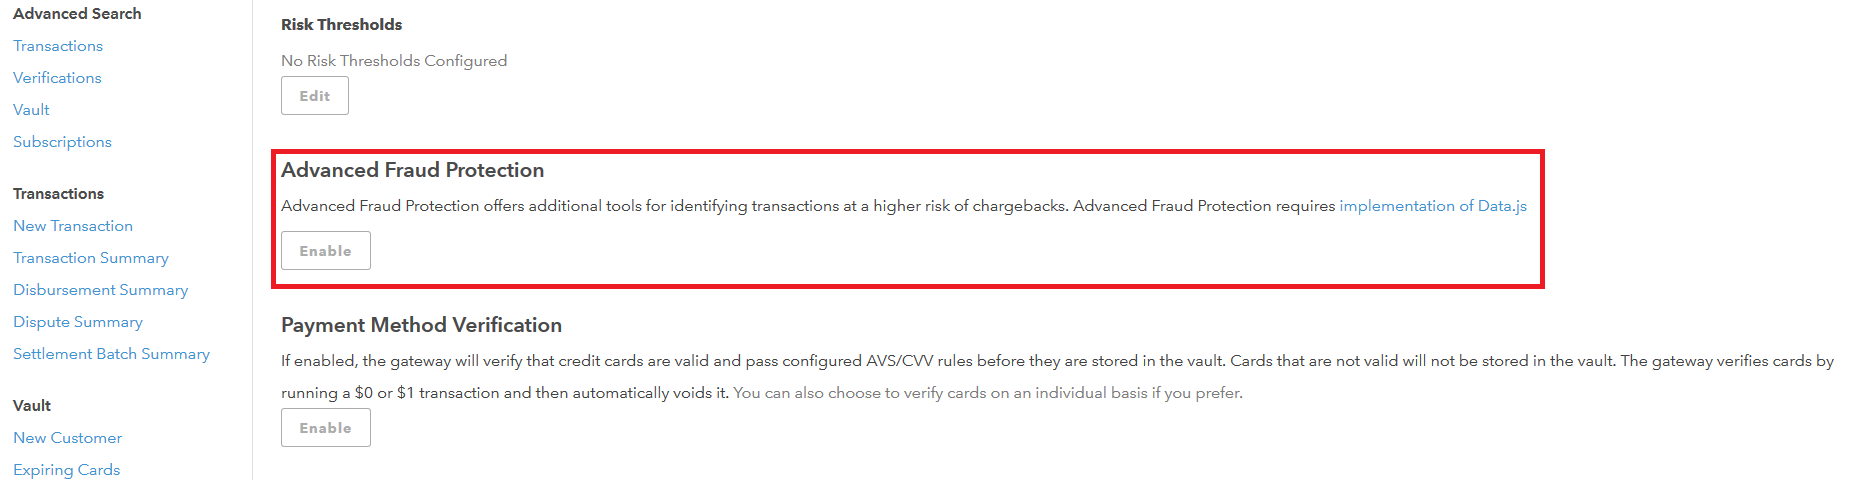 Advanced Search
Transactions
Verifications
Vault
Subscriptions
Transactions
New Transaction
Transaction Summary
Disbursement Summary
Dispute Summary
Settlement Batch Summary
Vault
New Customer
Expiring Cards
Risk Thresholds
No Risk Thresholds Configured
Edit
Advanced Fraud Protection
Advanced Fraud Protection offers additional tools for identifying transactions at a higher risk of chargebacks. Advanced Fraud Protection requires implementation of Data.js
Enable
Payment Method Verification
If enabled, the gateway will verify that credit cards are valid and pass configured AVS/CVV rules before they are stored in the vault. Cards that are not valid will not be stored in the vault. The gateway verifies cards by
running a $0 or $1 transaction and then automatically voids it. You can also choose to verify cards on an individual basis if you prefer.
Enable